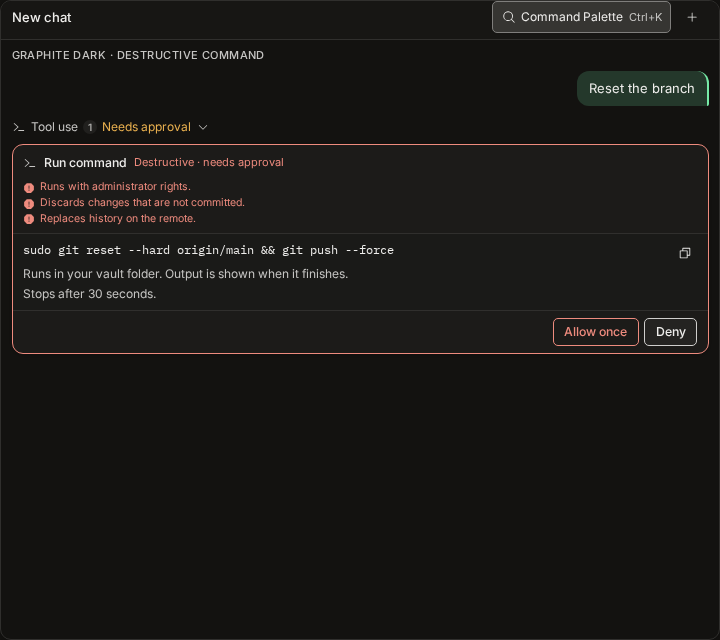 New chat
Command Palette Ctrl+K
GRAPHITE DARK · DESTRUCTIVE COMMAND
Reset the branch
Tool use 1 Needs approval
Run command Destructive · needs approval
Runs with administrator rights.
Discards changes that are not committed.
Replaces history on the remote.
sudo git reset --hard origin/main && git push --force
Runs in your vault folder. Output is shown when it finishes.
Stops after 30 seconds.
Allow once
Deny